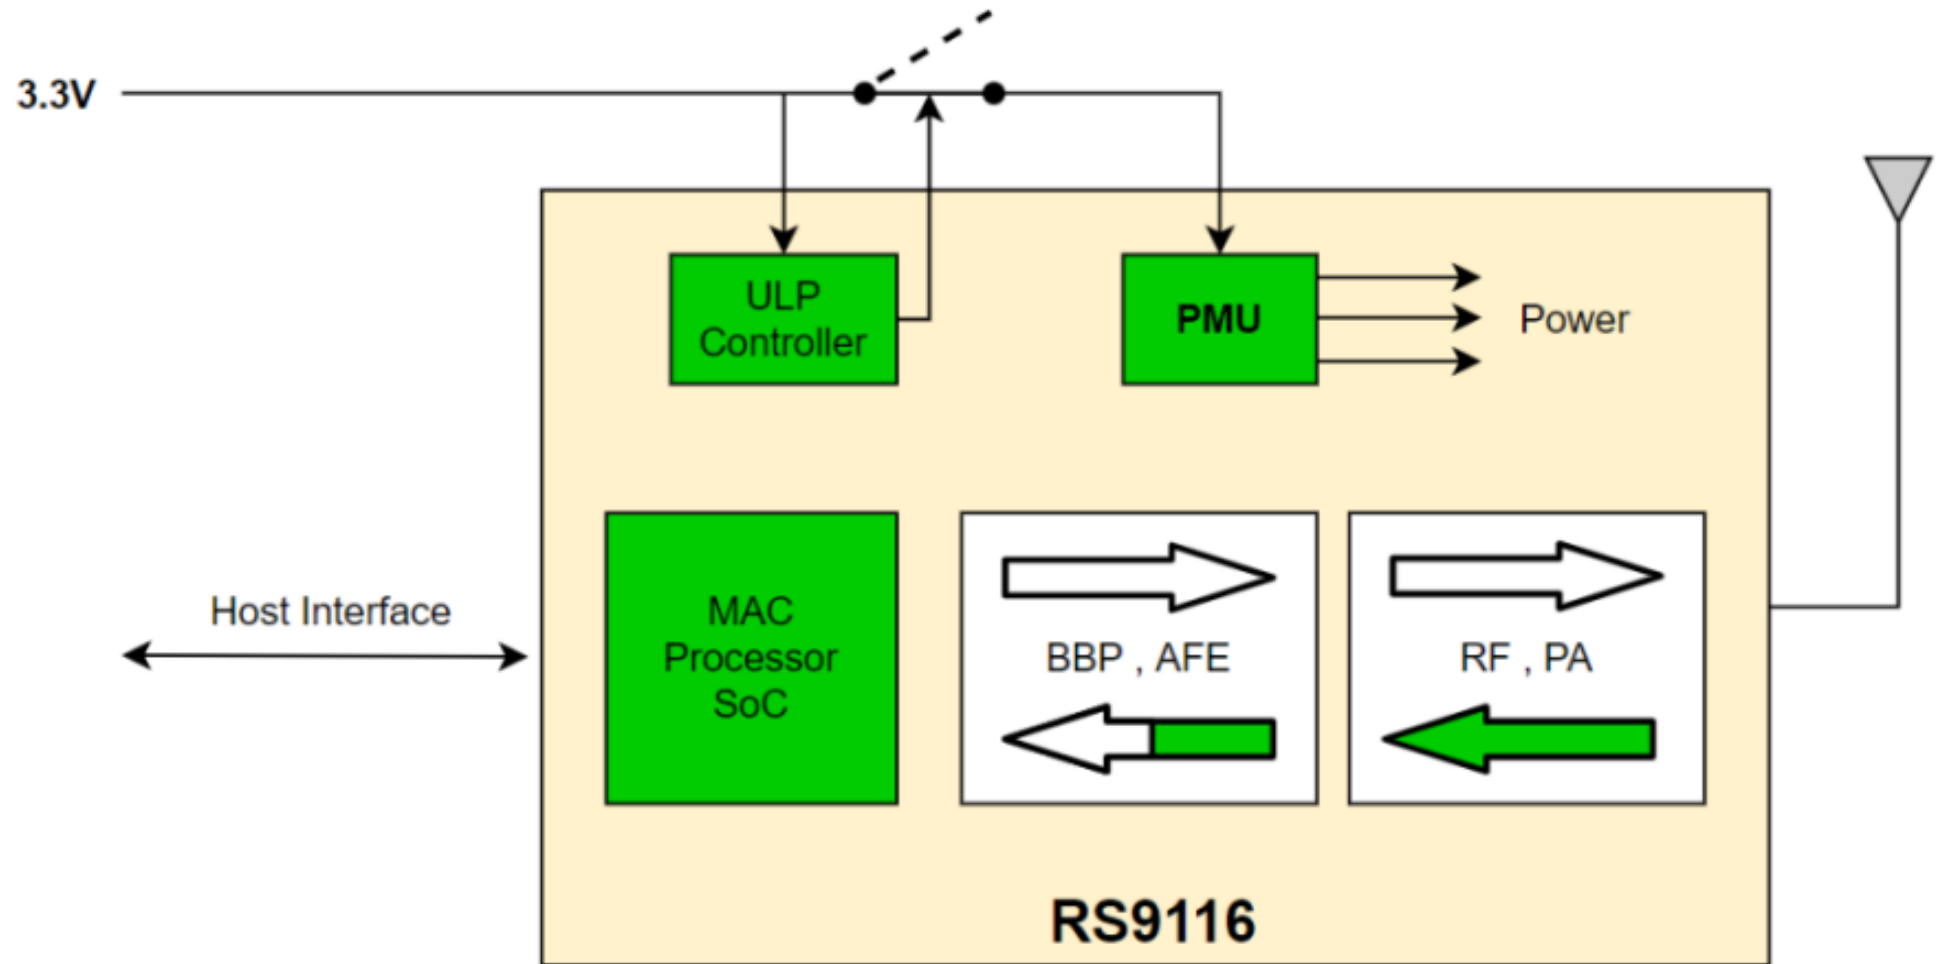 3.3V
ULP
Controller
PMU
Power
Host Interface
MAC
Processor
SoC
BBP , AFE
RF , PA
RS9116